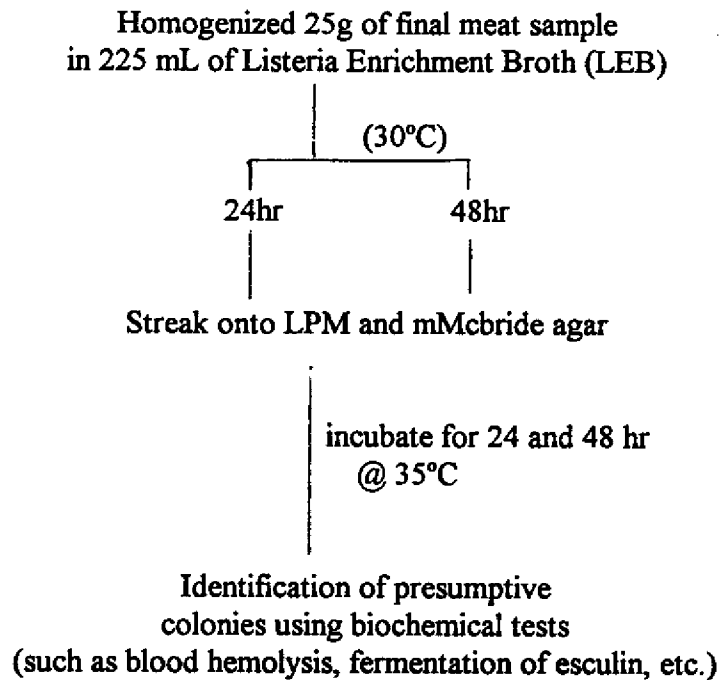 Homogenized 25g of final meat sample
in 225 mL of Listeria Enrichment Broth (LEB)
(30°C)
24hr
48hr
Streak onto LPM and mMcbride agar
incubate for 24 and 48 hr
@ 35°C
Identification of presumptive
colonies using biochemical tests
(such as blood hemolysis, fermentation of esculin, etc.)